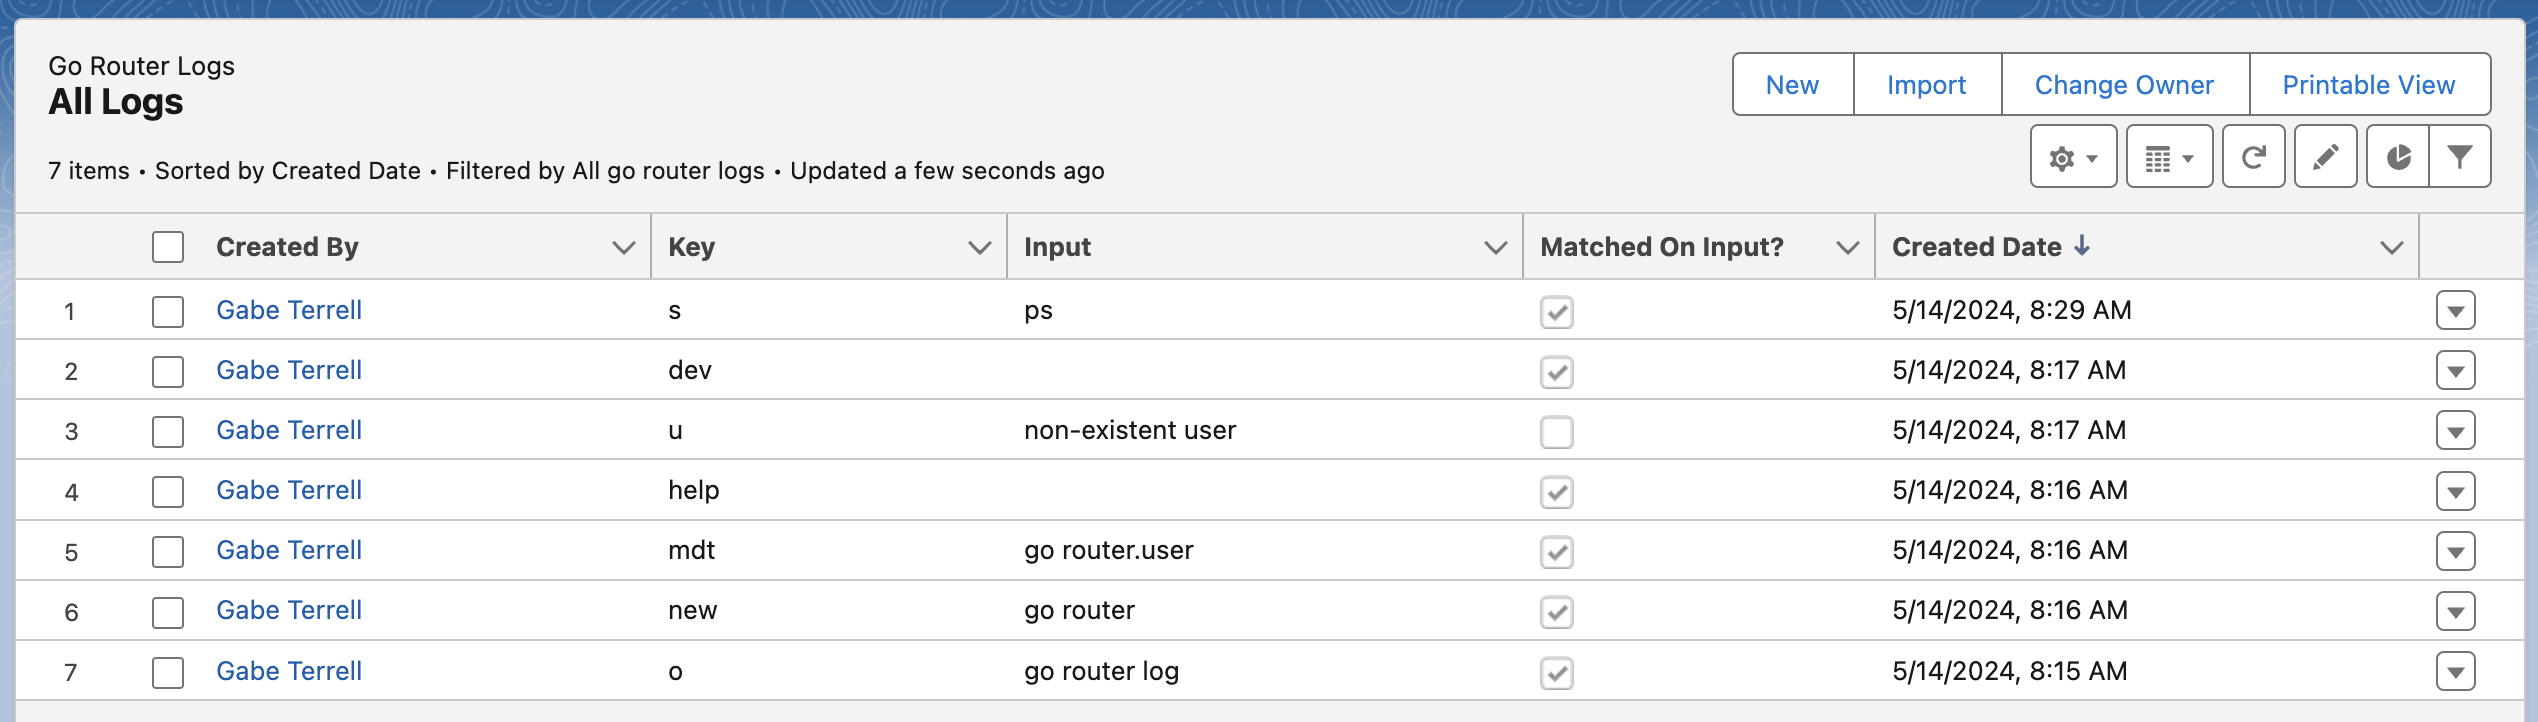 Go Router Logs
All Logs
New Import Change Owner Printable View
7 items • Sorted by Created Date • Filtered by All go router logs • Updated a few seconds ago
Created By Key Input Matched On Input? Created Date
1 Gabe Terrell s ps 5/14/2024, 8:29 AM
2 Gabe Terrell dev 5/14/2024, 8:17 AM
3 Gabe Terrell u non-existent user 5/14/2024, 8:17 AM
4 Gabe Terrell help 5/14/2024, 8:16 AM
5 Gabe Terrell mdt go router.user 5/14/2024, 8:16 AM
6 Gabe Terrell new go router 5/14/2024, 8:16 AM
7 Gabe Terrell o go router log 5/14/2024, 8:15 AM